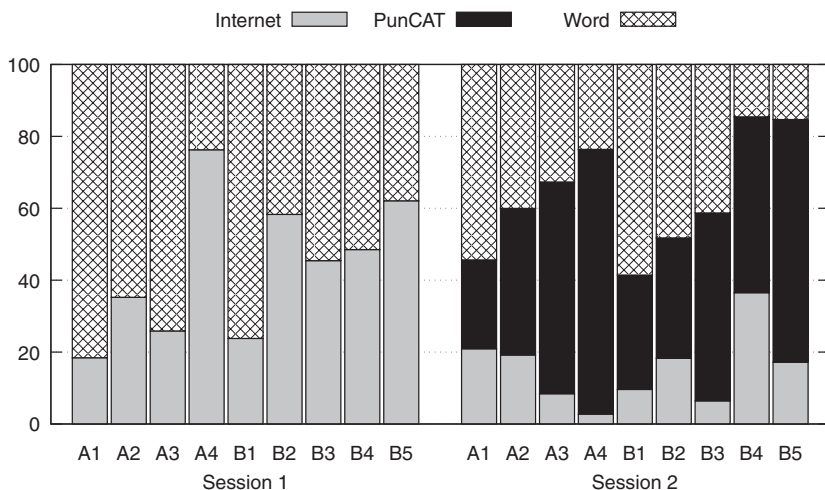 Internet PunCAT Word
100
80
60
40
20
0
A1 A2 A3 A4 B1 B2 B3 B4 B5 A1 A2 A3 A4 B1 B2 B3 B4 B5
Session 1 Session 2